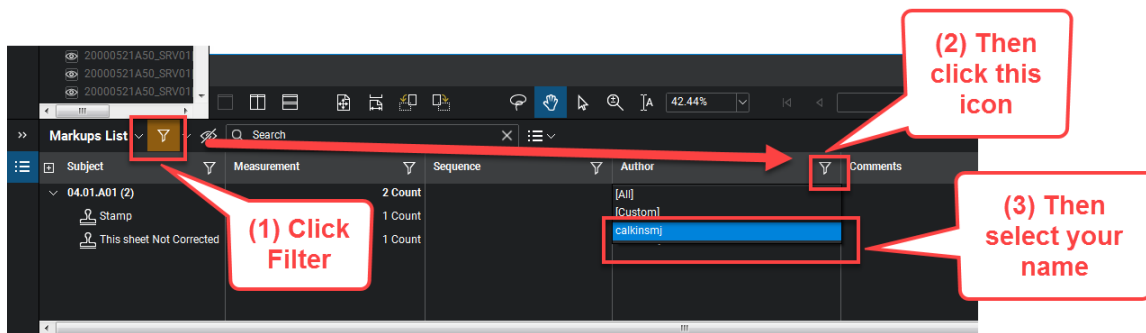 20000521A50_SRV01
20000521A50_SRV01
20000521A50_SRV01
42.44%
(2) Then
click this
icon
Markups List
Search
Subject
Measurement
Sequence
Author
Comments
04.01.A01 (2)
2 Count
[All]
Stamp
1 Count
[Custom]
This sheet Not Corrected
1 Count
calkinsmj
(1) Click
Filter
(3) Then
select your
name